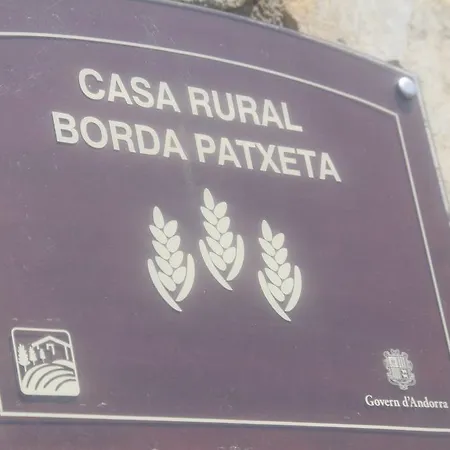 CASA RURAL
BORDA PATXETA
Govern d'Andorra